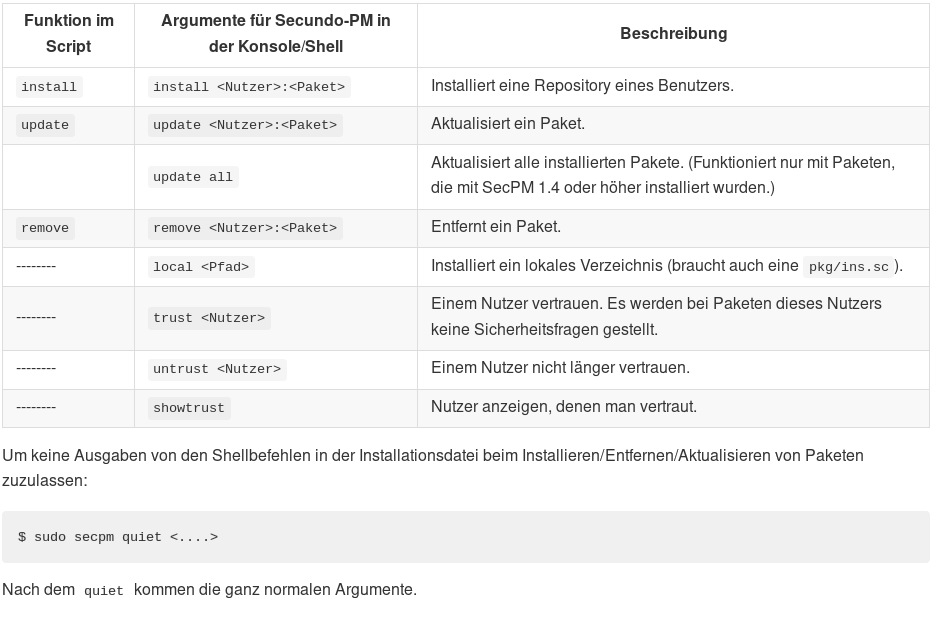 Funktion im
Script
Argumente für Secundo-PM in
der Konsole/Shell
Beschreibung
install
install <Nutzer>:<Paket>
Installiert eine Repository eines Benutzers.
update
update <Nutzer>:<Paket>
Aktualisiert ein Paket.
update all
Aktualisiert alle installierten Pakete. (Funktioniert nur mit Paketen,
die mit SecPM 1.4 oder höher installiert wurden.)
remove
remove <Nutzer>:<Paket>
Entfernt ein Paket.
--------
local <Pfad>
Installiert ein lokales Verzeichnis (braucht auch eine pkg/ins.sc ).
--------
trust <Nutzer>
Einem Nutzer vertrauen. Es werden bei Paketen dieses Nutzers
keine Sicherheitsfragen gestellt.
--------
untrust <Nutzer>
Einem Nutzer nicht länger vertrauen.
--------
showtrust
Nutzer anzeigen, denen man vertraut.
Um keine Ausgaben von den Shellbefehlen in der Installationsdatei beim Installieren/Entfernen/Aktualisieren von Paketen
zuzulassen:
$ sudo secpm quiet <....>
Nach dem quiet kommen die ganz normalen Argumente.